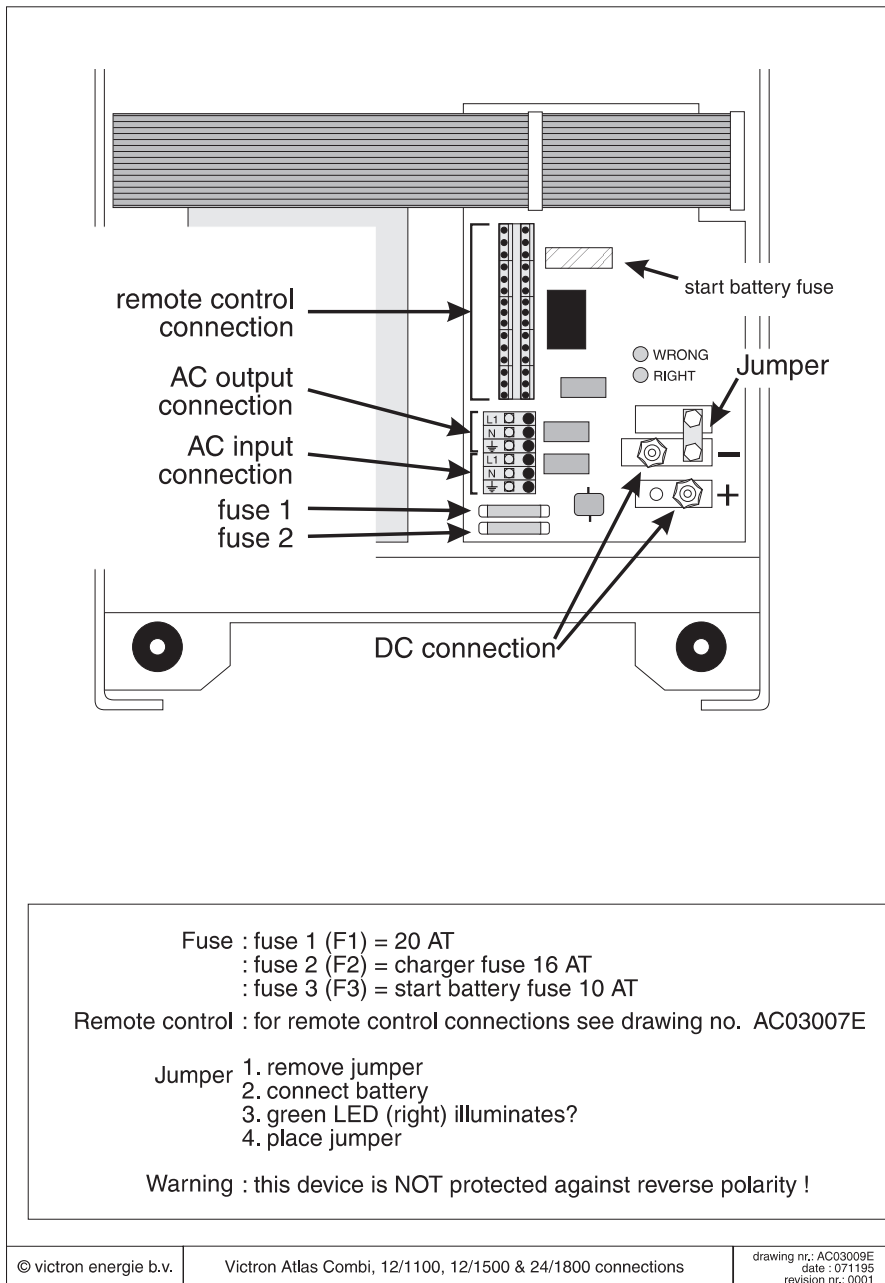 remote control
connection
start battery fuse
WRONG
RIGHT
Jumper
AC output
connection
L1
N
AC input
connection
L1
N
−
+
fuse 1
fuse 2
DC connection
Fuse : fuse 1 (F1) = 20 AT
: fuse 2 (F2) = charger fuse 16 AT
: fuse 3 (F3) = start battery fuse 10 AT
Remote control : for remote control connections see drawing no. AC03007E
Jumper 1. remove jumper
2. connect battery
3. green LED (right) illuminates?
4. place jumper
Warning : this device is NOT protected against reverse polarity !
© victron energie b.v.
Victron Atlas Combi, 12/1100, 12/1500 & 24/1800 connections
drawing nr.: AC03009E
date : 071195
revision nr.: 0001